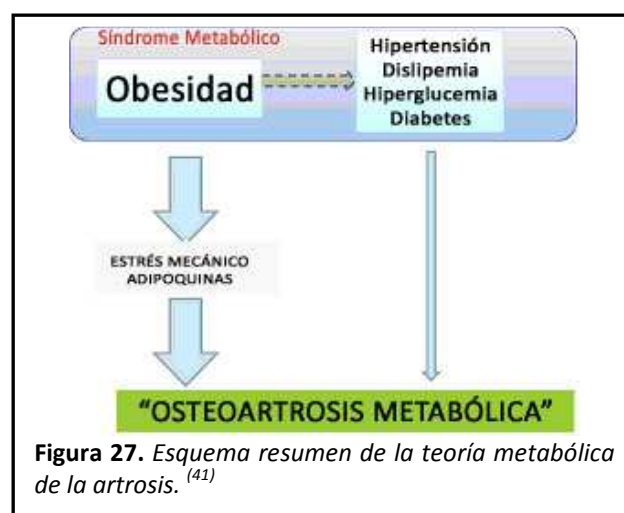 Síndrome Metabólico
Obesidad
Hipertensión
Dislipemia
Hiperglucemia
Diabetes
ESTRÉS MECÁNICO
ADIPOQUINAS
“OSTEOARTROSIS METABÓLICA”
Figura 27. Esquema resumen de la teoría metabólica
de la artrosis. (41)